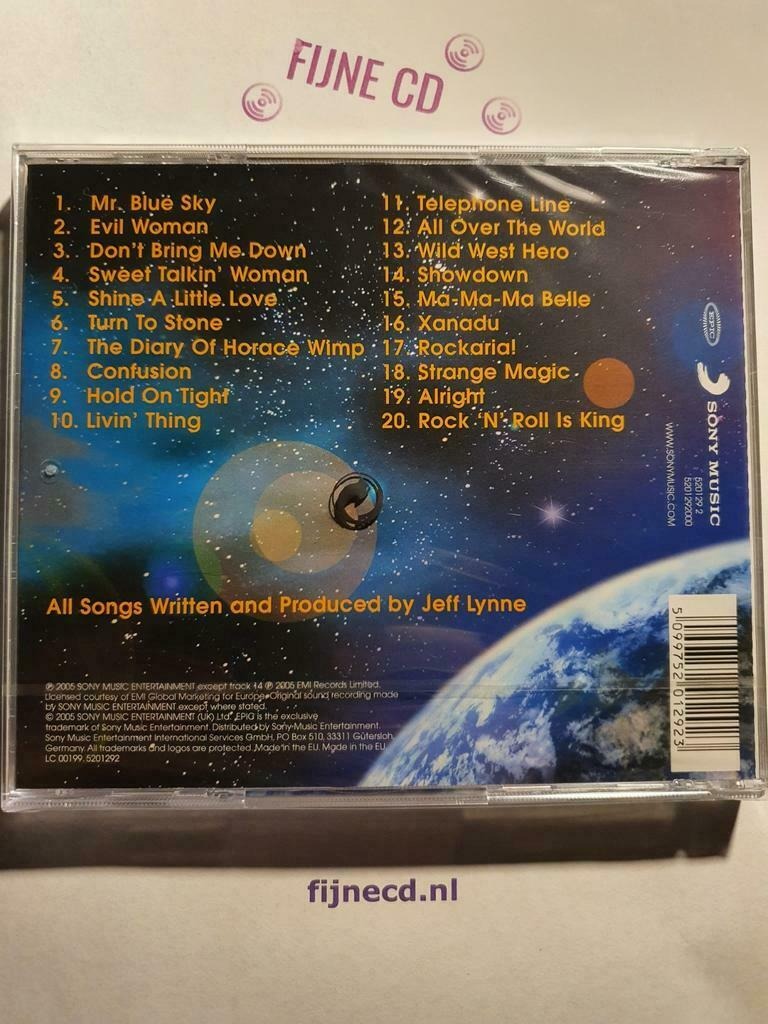 FIJNE CD
1. Mr. Blue Sky
2. Evil Woman
3. Don't Bring Me Down
4. Sweet Talkin' Woman
5. Shine A Little Love
6. Turn To Stone
7. The Diary Of Horace Wimp
8. Confusion
9. Hold On Tight
10. Livin' Thing
11. Telephone Line
12. All Over The World
13. Wild West Hero
14. Showdown
15. Ma-Ma-Ma Belle
16. Xanadu
17. Rockaria!
18. Strange Magic
19. Alright
20. Rock 'N' Roll Is King
EPIC
SONY MUSIC
520129 2
5201292000
WWW.SONYMUSIC.COM
All Songs Written and Produced by Jeff Lynne
℗ 2005 SONY MUSIC ENTERTAINMENT except track 14 ℗ 2005 EMI Records Limited.
Licensed courtesy of EMI Global Marketing for Europe. Original sound recording made
by SONY MUSIC ENTERTAINMENT except where stated.
© 2005 SONY MUSIC ENTERTAINMENT (UK) Ltd. EPIC is the exclusive
trademark of Sony Music Entertainment. Distributed by Sony Music Entertainment.
Sony Music Entertainment International Services GmbH, PO Box 510, 33311 Gütersloh,
Germany. All trademarks and logos are protected. Made in the EU. Made in the EU.
LC 00199. 5201292
5 099752 012923
fijnecd.nl